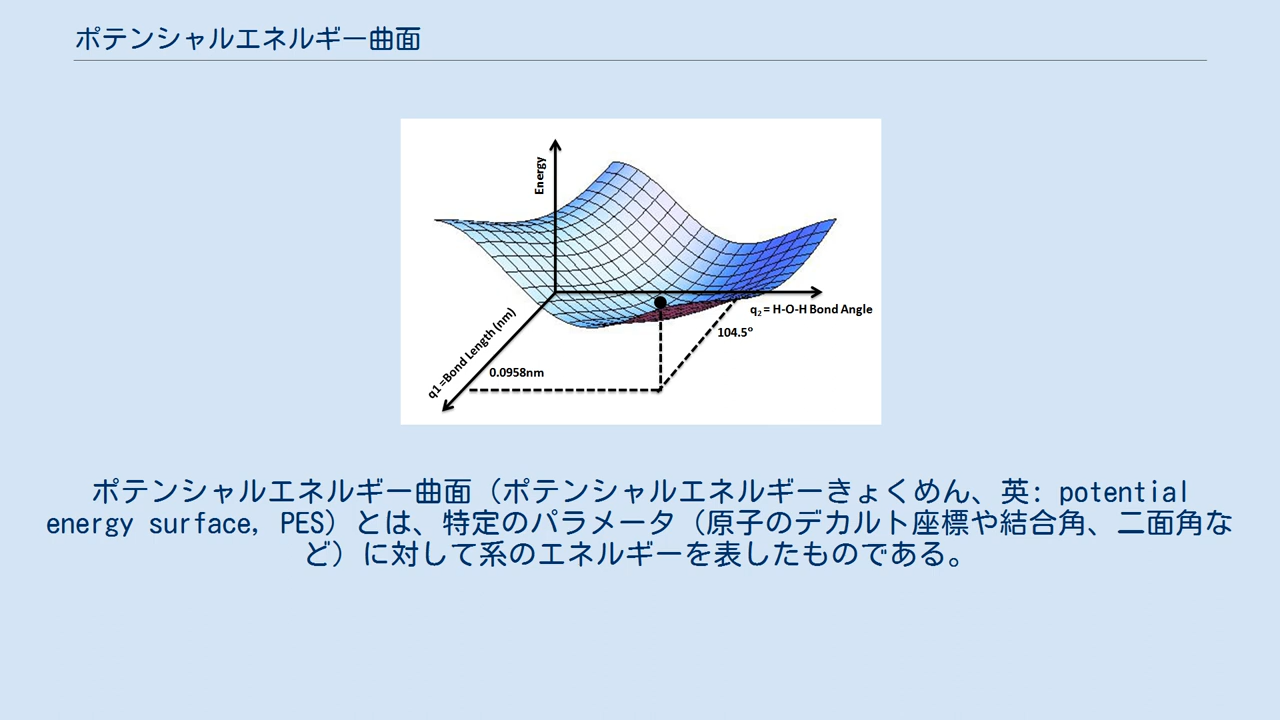 ポテンシャルエネルギー曲面
Energy
q₂ = H-O-H Bond Angle
104.5°
q1 =Bond Length (nm)
0.0958nm
ポテンシャルエネルギー曲面（ポテンシャルエネルギーきょくめん、英: potential
energy surface, PES）とは、特定のパラメータ（原子のデカルト座標や結合角、二面角な
ど）に対して系のエネルギーを表したものである。